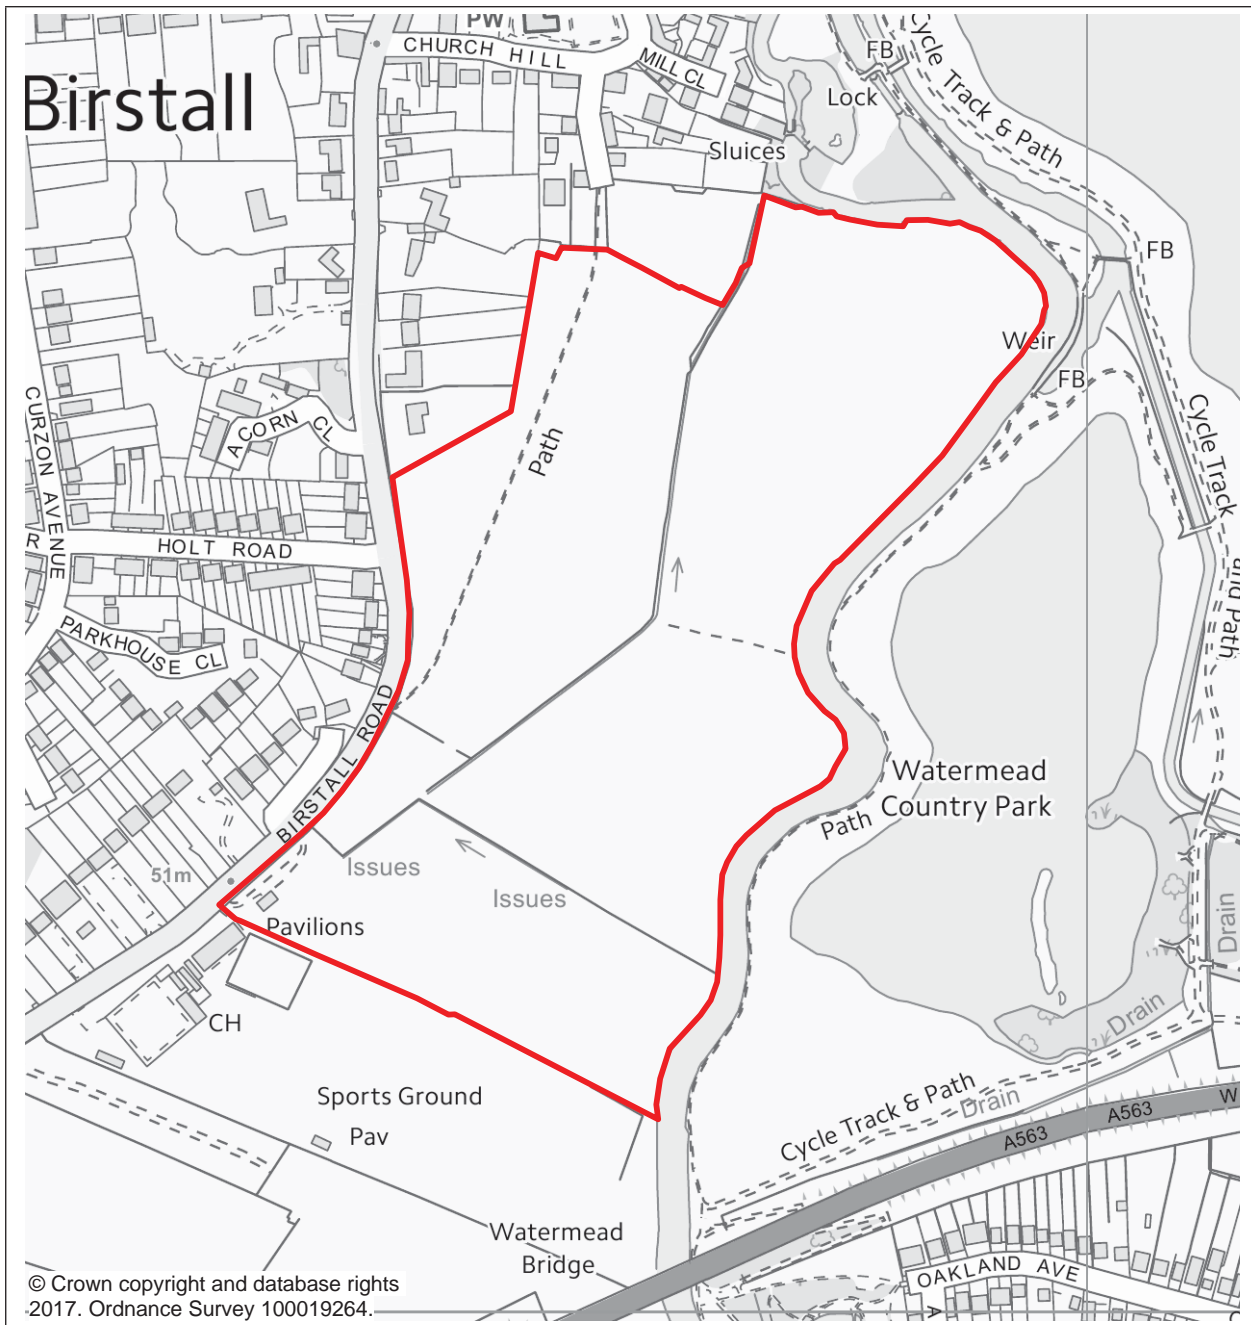 PW
CHURCH HILL
MILL CL
FB
Cycle Track & Path
Birstall
Lock
Sluices
FB
Weir
FB
Path
CURZON AVENUE
ACORN CL
Cycle Track
and Path
R
HOLT ROAD
PARKHOUSE CL
BIRSTALL ROAD
Watermead
Country Park
Path
51m
Issues
Issues
Pavilions
Drain
CH
Drain
Sports Ground
Pav
Cycle Track & Path
Drain
A563
A563
W
Watermead
Bridge
OAKLAND AVE
A
© Crown copyright and database rights
2017. Ordnance Survey 100019264.